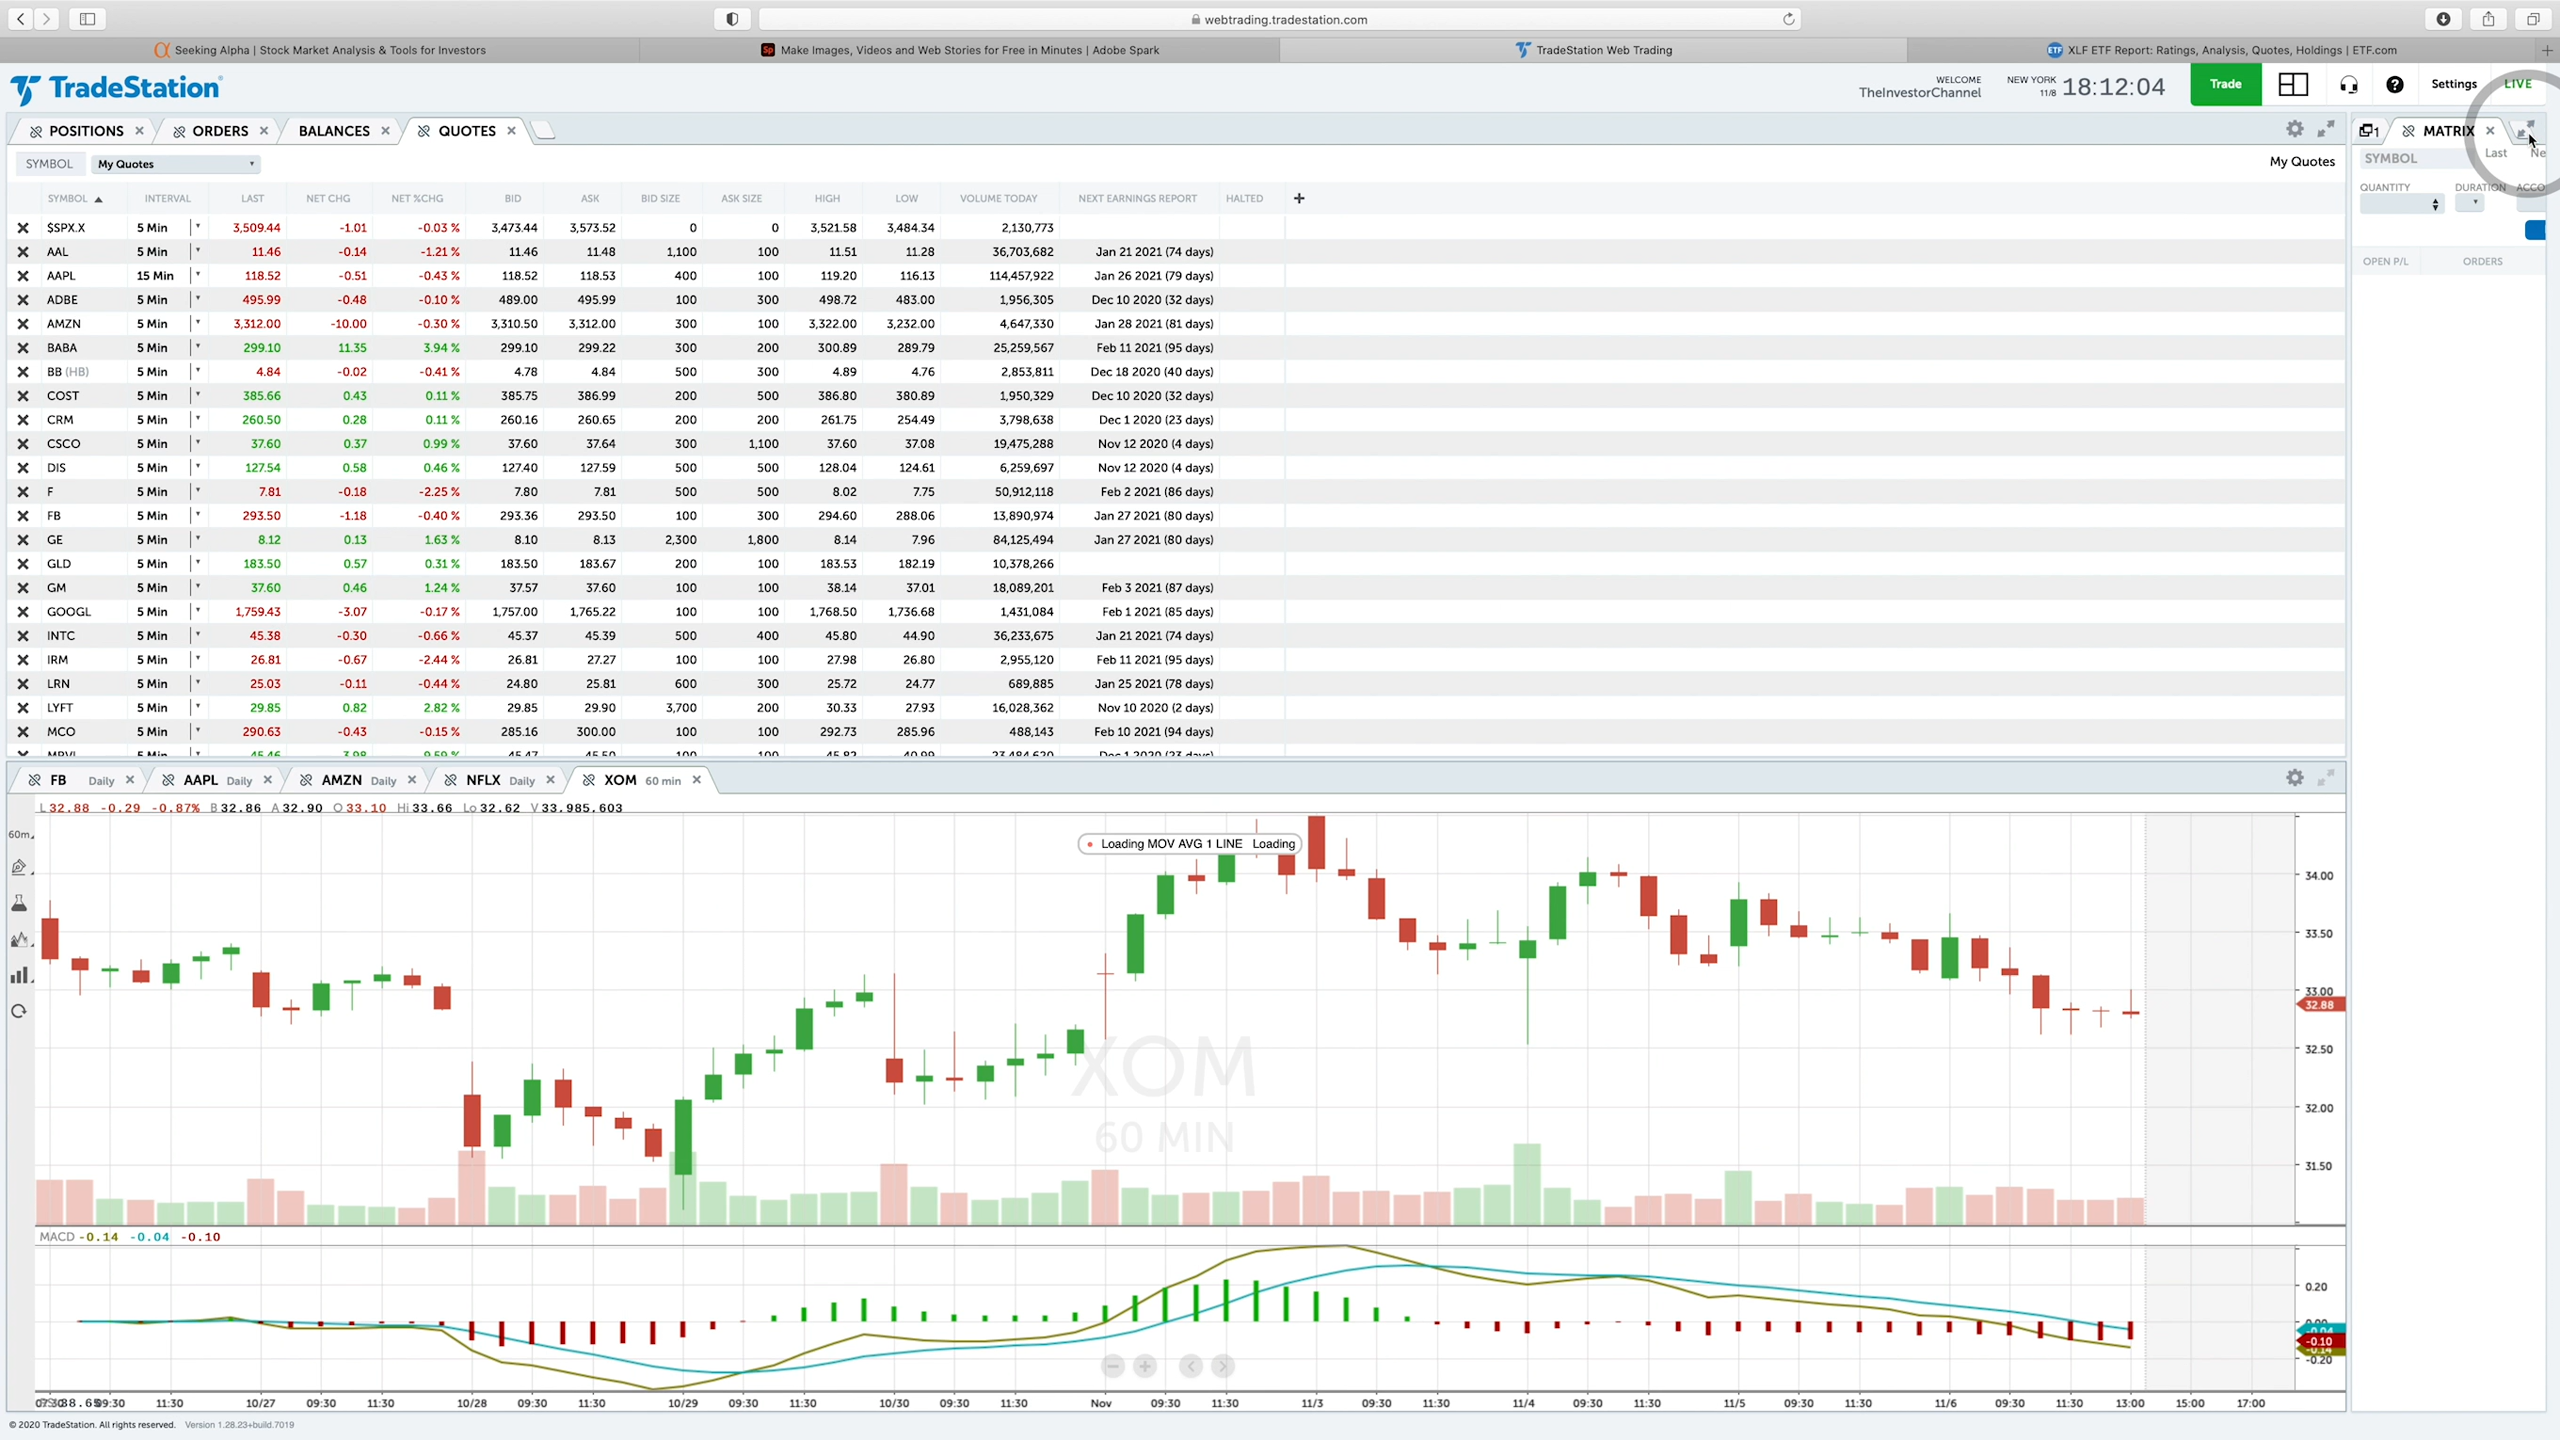 webtrading.tradestation.com
Seeking Alpha | Stock Market Analysis & Tools for Investors
Sp Make Images, Videos and Web Stories for Free in Minutes | Adobe Spark
TradeStation Web Trading
ETF XLF ETF Report: Ratings, Analysis, Quotes, Holdings | ETF.com
TradeStation
WELCOME
TheInvestorChannel
NEW YORK
11/8
18:12:04
Trade
Settings
LIVE
POSITIONS
ORDERS
BALANCES
QUOTES
1 MATRIX
SYMBOL My Quotes
My Quotes
SYMBOL Last
QUANTITY DURATION
OPEN P/L ORDERS
SYMBOL INTERVAL LAST NET CHG NET %CHG BID ASK BID SIZE ASK SIZE HIGH LOW VOLUME TODAY NEXT EARNINGS REPORT HALTED +
$SPX.X 5 Min 3,509.44 -1.01 -0.03 % 3,473.44 3,573.52 0 0 3,521.58 3,484.34 2,130,773
AAL 5 Min 11.46 -0.14 -1.21 % 11.46 11.48 1,100 100 11.51 11.28 36,703,682 Jan 21 2021 (74 days)
AAPL 15 Min 118.52 -0.51 -0.43 % 118.52 118.53 400 100 119.20 116.13 114,457,922 Jan 26 2021 (79 days)
ADBE 5 Min 495.99 -0.48 -0.10 % 489.00 495.99 100 300 498.72 483.00 1,956,305 Dec 10 2020 (32 days)
AMZN 5 Min 3,312.00 -10.00 -0.30 % 3,310.50 3,312.00 300 100 3,322.00 3,232.00 4,647,330 Jan 28 2021 (81 days)
BABA 5 Min 299.10 11.35 3.94 % 299.10 299.22 300 200 300.89 289.79 25,259,567 Feb 11 2021 (95 days)
BB (HB) 5 Min 4.84 -0.02 -0.41 % 4.78 4.84 500 300 4.89 4.76 2,853,811 Dec 18 2020 (40 days)
COST 5 Min 385.66 0.43 0.11 % 385.75 386.99 200 500 386.80 380.89 1,950,329 Dec 10 2020 (32 days)
CRM 5 Min 260.50 0.28 0.11 % 260.16 260.65 200 200 261.75 254.49 3,798,638 Dec 1 2020 (23 days)
CSCO 5 Min 37.60 0.37 0.99 % 37.60 37.64 300 1,100 37.60 37.08 19,475,288 Nov 12 2020 (4 days)
DIS 5 Min 127.54 0.58 0.46 % 127.40 127.59 500 500 128.04 124.61 6,259,697 Nov 12 2020 (4 days)
F 5 Min 7.81 -0.18 -2.25 % 7.80 7.81 500 500 8.02 7.75 50,912,118 Feb 2 2021 (86 days)
FB 5 Min 293.50 -1.18 -0.40 % 293.36 293.50 100 300 294.60 288.06 13,890,974 Jan 27 2021 (80 days)
GE 5 Min 8.12 0.13 1.63 % 8.10 8.13 2,300 1,800 8.14 7.96 84,125,494 Jan 27 2021 (80 days)
GLD 5 Min 183.50 0.57 0.31 % 183.50 183.67 200 100 183.53 182.19 10,378,266
GM 5 Min 37.60 0.46 1.24 % 37.57 37.60 100 100 38.14 37.01 18,089,201 Feb 3 2021 (87 days)
GOOGL 5 Min 1,759.43 -3.07 -0.17 % 1,757.00 1,765.22 100 100 1,768.50 1,736.68 1,431,084 Feb 1 2021 (85 days)
INTC 5 Min 45.38 -0.30 -0.66 % 45.37 45.39 500 400 45.80 44.90 36,233,675 Jan 21 2021 (74 days)
IRM 5 Min 26.81 -0.67 -2.44 % 26.81 27.27 100 100 27.98 26.80 2,955,120 Feb 11 2021 (95 days)
LRN 5 Min 25.03 -0.11 -0.44 % 24.80 25.81 600 300 25.72 24.77 689,885 Jan 25 2021 (78 days)
LYFT 5 Min 29.85 0.82 2.82 % 29.85 29.90 3,700 200 30.33 27.93 16,028,362 Nov 10 2020 (2 days)
MCO 5 Min 290.63 -0.43 -0.15 % 285.16 300.00 100 100 292.73 285.96 488,143 Feb 10 2021 (94 days)
FB Daily
AAPL Daily
AMZN Daily
NFLX Daily
XOM 60 min
L 32.88 -0.29 -0.87% B 32.86 A 32.90 O 33.10 Hi 33.66 Lo 32.62 V 33,985,603
60m
Loading MOV AVG 1 LINE Loading
XOM
60 MIN
34.00
33.50
33.00
32.88
32.50
32.00
31.50
MACD -0.14 -0.04 -0.10
0.20
-0.10
-0.20
09:30 11:30 10/27 09:30 11:30 10/28 09:30 11:30 10/29 09:30 11:30 10/30 09:30 11:30 Nov 09:30 11:30 11/3 09:30 11:30 11/4 09:30 11:30 11/5 09:30 11:30 11/6 09:30 11:30 13:00 15:00 17:00
© 2020 TradeStation. All rights reserved. Version 1.28.23+build.7019